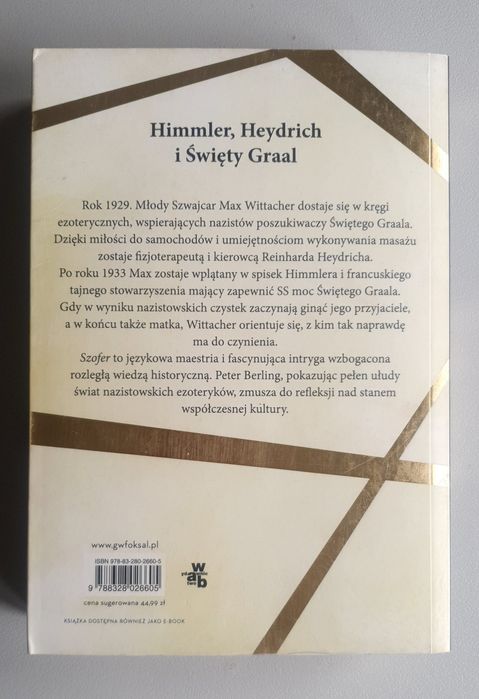 Himmler, Heydrich
i Święty Graal
Rok 1929. Młody Szwajcar Max Wittacher dostaje się w kręgi
ezoterycznych, wspierających nazistów poszukiwaczy Świętego Graala.
Dzięki miłości do samochodów i umiejętnościom wykonywania masażu
zostaje fizjoterapeutą i kierowcą Reinharda Heydricha.
Po roku 1933 Max zostaje wplątany w spisek Himmlera i francuskiego
tajnego stowarzyszenia mający zapewnić SS moc Świętego Graala.
Gdy w wyniku nazistowskich czystek zaczynają ginąć jego przyjaciele,
a w końcu także matka, Wittacher orientuje się, z kim tak naprawdę
ma do czynienia.
Szofer to językowa maestria i fascynująca intryga wzbogacona
rozległą wiedzą historyczną. Peter Berling, pokazując pełen ułudy
świat nazistowskich ezoteryków, zmusza do refleksji nad stanem
współczesnej kultury.
www.gwfoksal.pl
ISBN 978-83-280-2660-5
9 788328 026605
cena sugerowana 44,99 zł
KSIĄŻKA DOSTĘPNA RÓWNIEŻ JAKO E-BOOK
w
a b